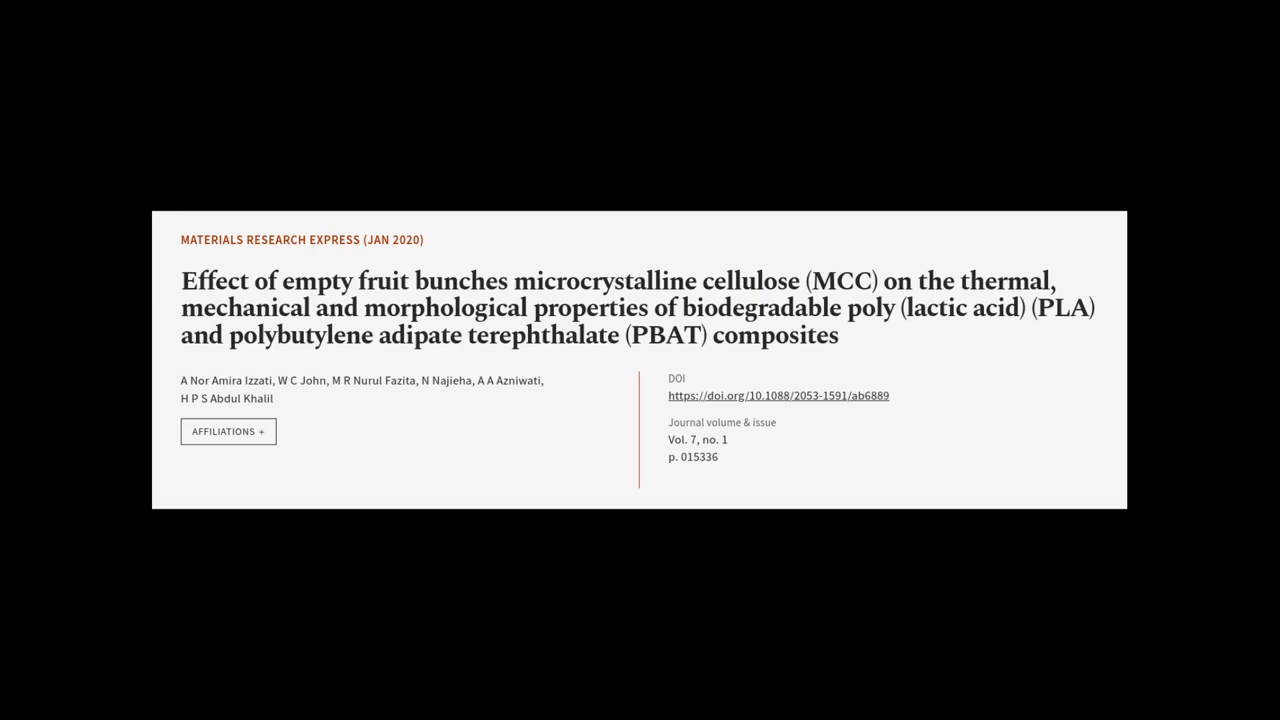 MATERIALS RESEARCH EXPRESS (JAN 2020)
Effect of empty fruit bunches microcrystalline cellulose (MCC) on the thermal,
mechanical and morphological properties of biodegradable poly (lactic acid) (PLA)
and polybutylene adipate terephthalate (PBAT) composites
A Nor Amira Izzati, W C John, M R Nurul Fazita, N Najieha, A A Azniwati,
H P S Abdul Khalil
AFFILIATIONS +
DOI
https://doi.org/10.1088/2053-1591/ab6889
Journal volume & issue
Vol. 7, no. 1
p. 015336